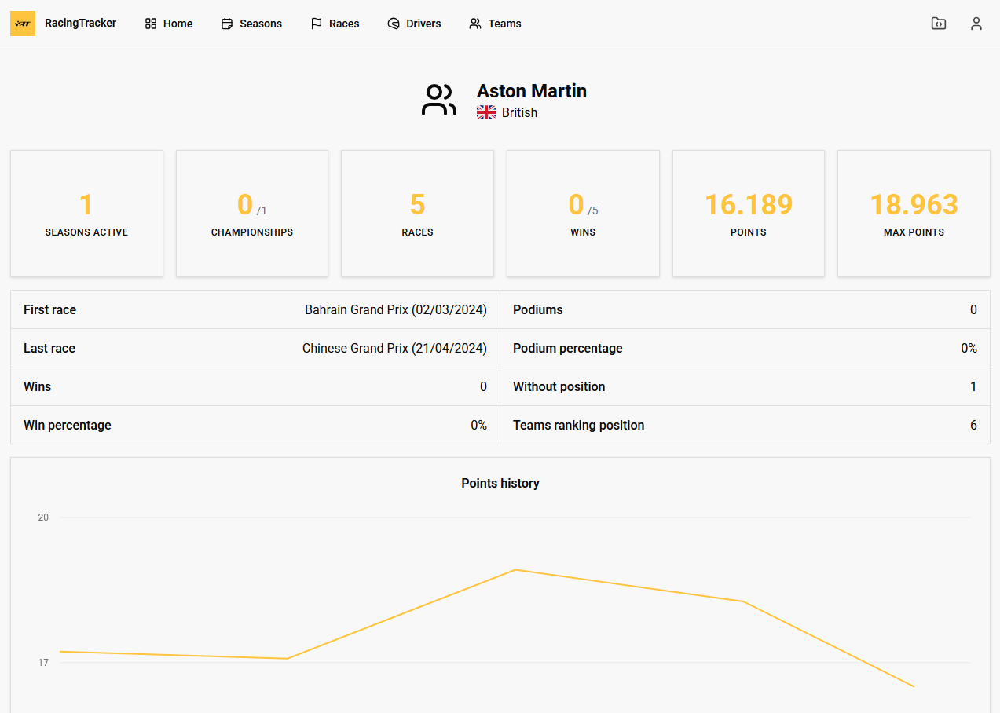 RacingTracker Home Seasons Races Drivers Teams
Aston Martin
British
1
SEASONS ACTIVE
0 /1
CHAMPIONSHIPS
5
RACES
0 /5
WINS
16.189
POINTS
18.963
MAX POINTS
First race Bahrain Grand Prix (02/03/2024) Podiums 0
Last race Chinese Grand Prix (21/04/2024) Podium percentage 0%
Wins 0 Without position 1
Win percentage 0% Teams ranking position 6
Points history
20
17